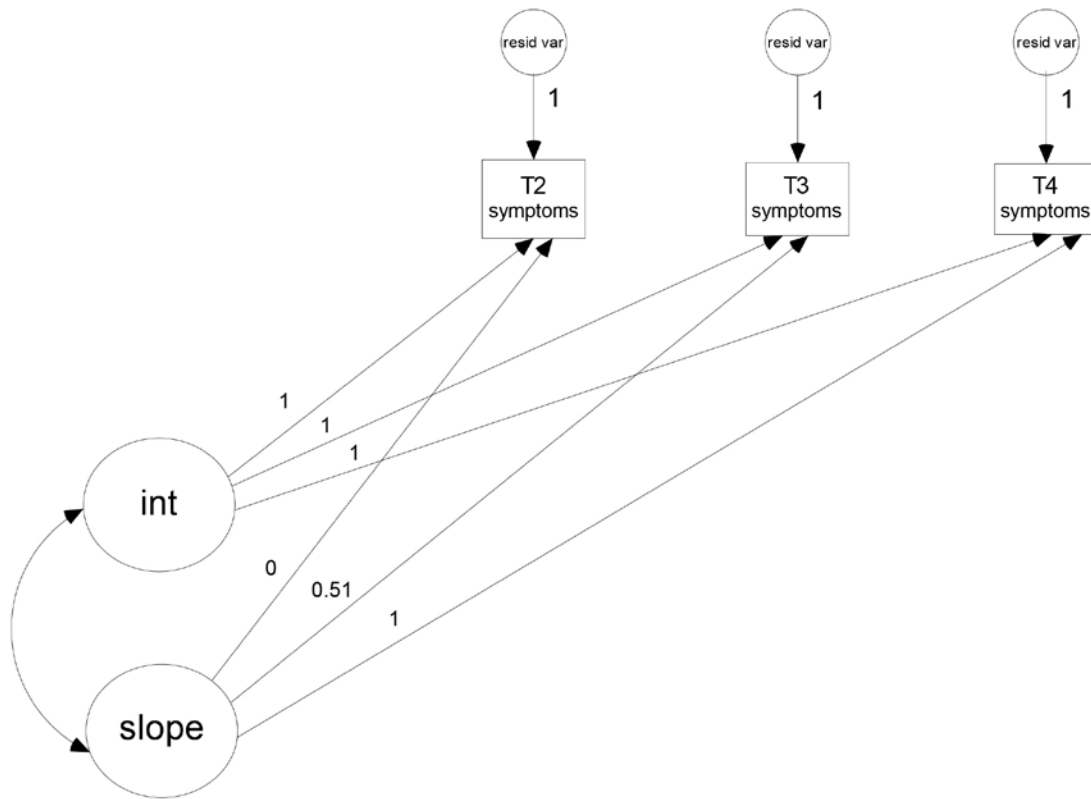 resid var
resid var
resid var
1
1
1
T2
symptoms
T3
symptoms
T4
symptoms
1
1
1
int
0
0.51
1
slope